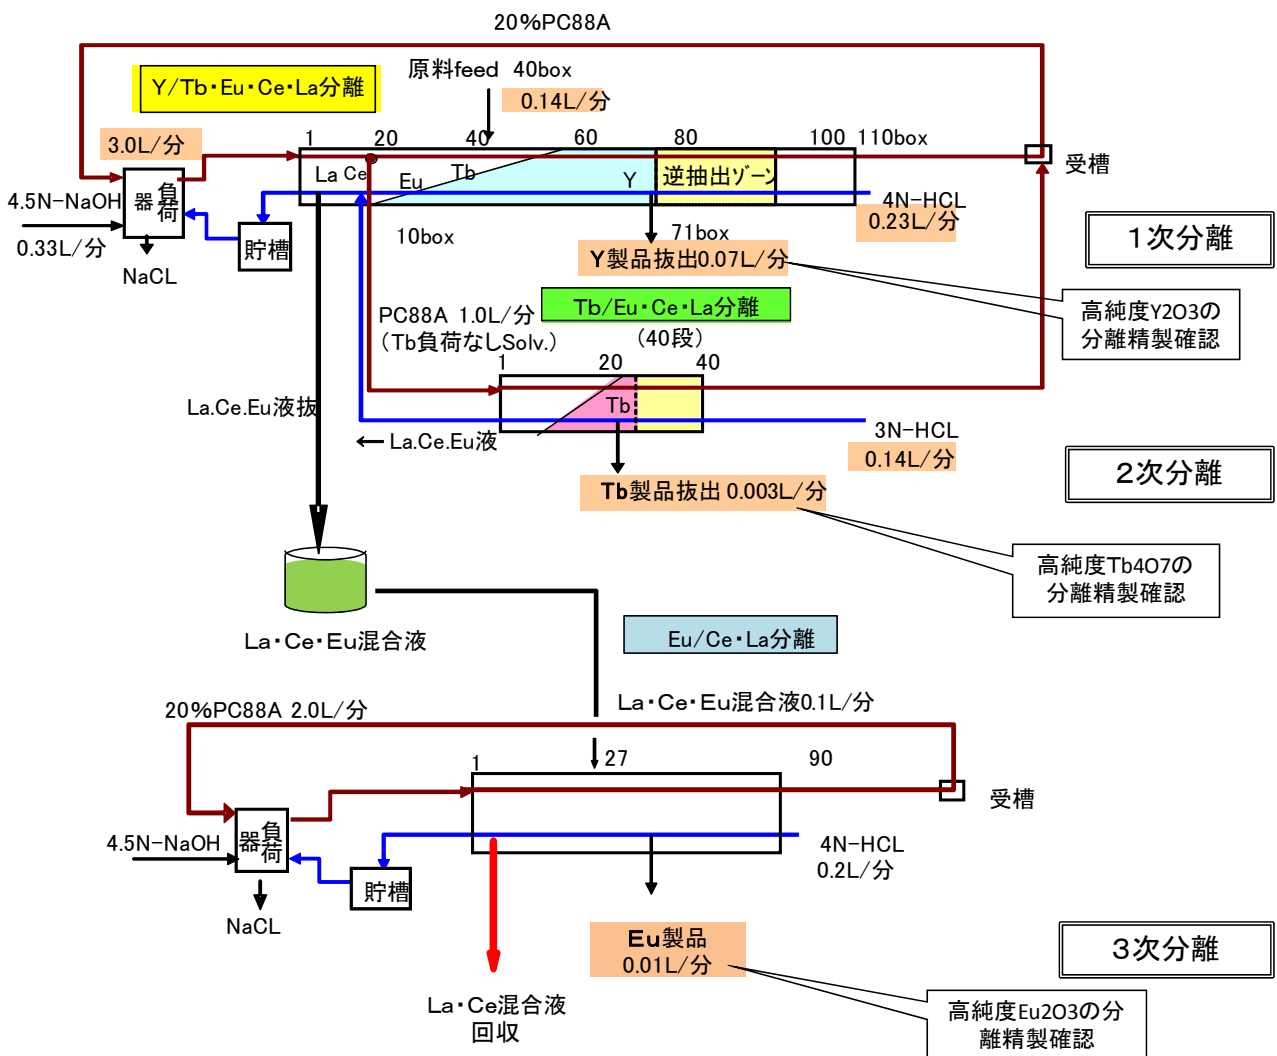 20%PC88A
原料feed 40box
0.14L/分
Y/Tb・Eu・Ce・La分離
3.0L/分
1 20 40 60 80 100 110box
受槽
La Ce Eu Tb Y 逆抽出ゾーン
負荷器
4.5N-NaOH
0.33L/分
貯槽
NaCL
4N-HCL
0.23L/分
10box
71box
Y製品抜出0.07L/分
1次分離
高純度Y2O3の
分離精製確認
PC88A 1.0L/分
(Tb負荷なしSolv.)
Tb/Eu・Ce・La分離
(40段)
1 20 40
Tb
La.Ce.Eu液抜
←La.Ce.Eu液
3N-HCL
0.14L/分
2次分離
Tb製品抜出 0.003L/分
高純度Tb4O7の
分離精製確認
La・Ce・Eu混合液
Eu/Ce・La分離
La・Ce・Eu混合液0.1L/分
20%PC88A 2.0L/分
1 27 90
受槽
負荷器
4.5N-NaOH
貯槽
NaCL
4N-HCL
0.2L/分
Eu製品
0.01L/分
3次分離
La・Ce混合液
回収
高純度Eu2O3の分
離精製確認